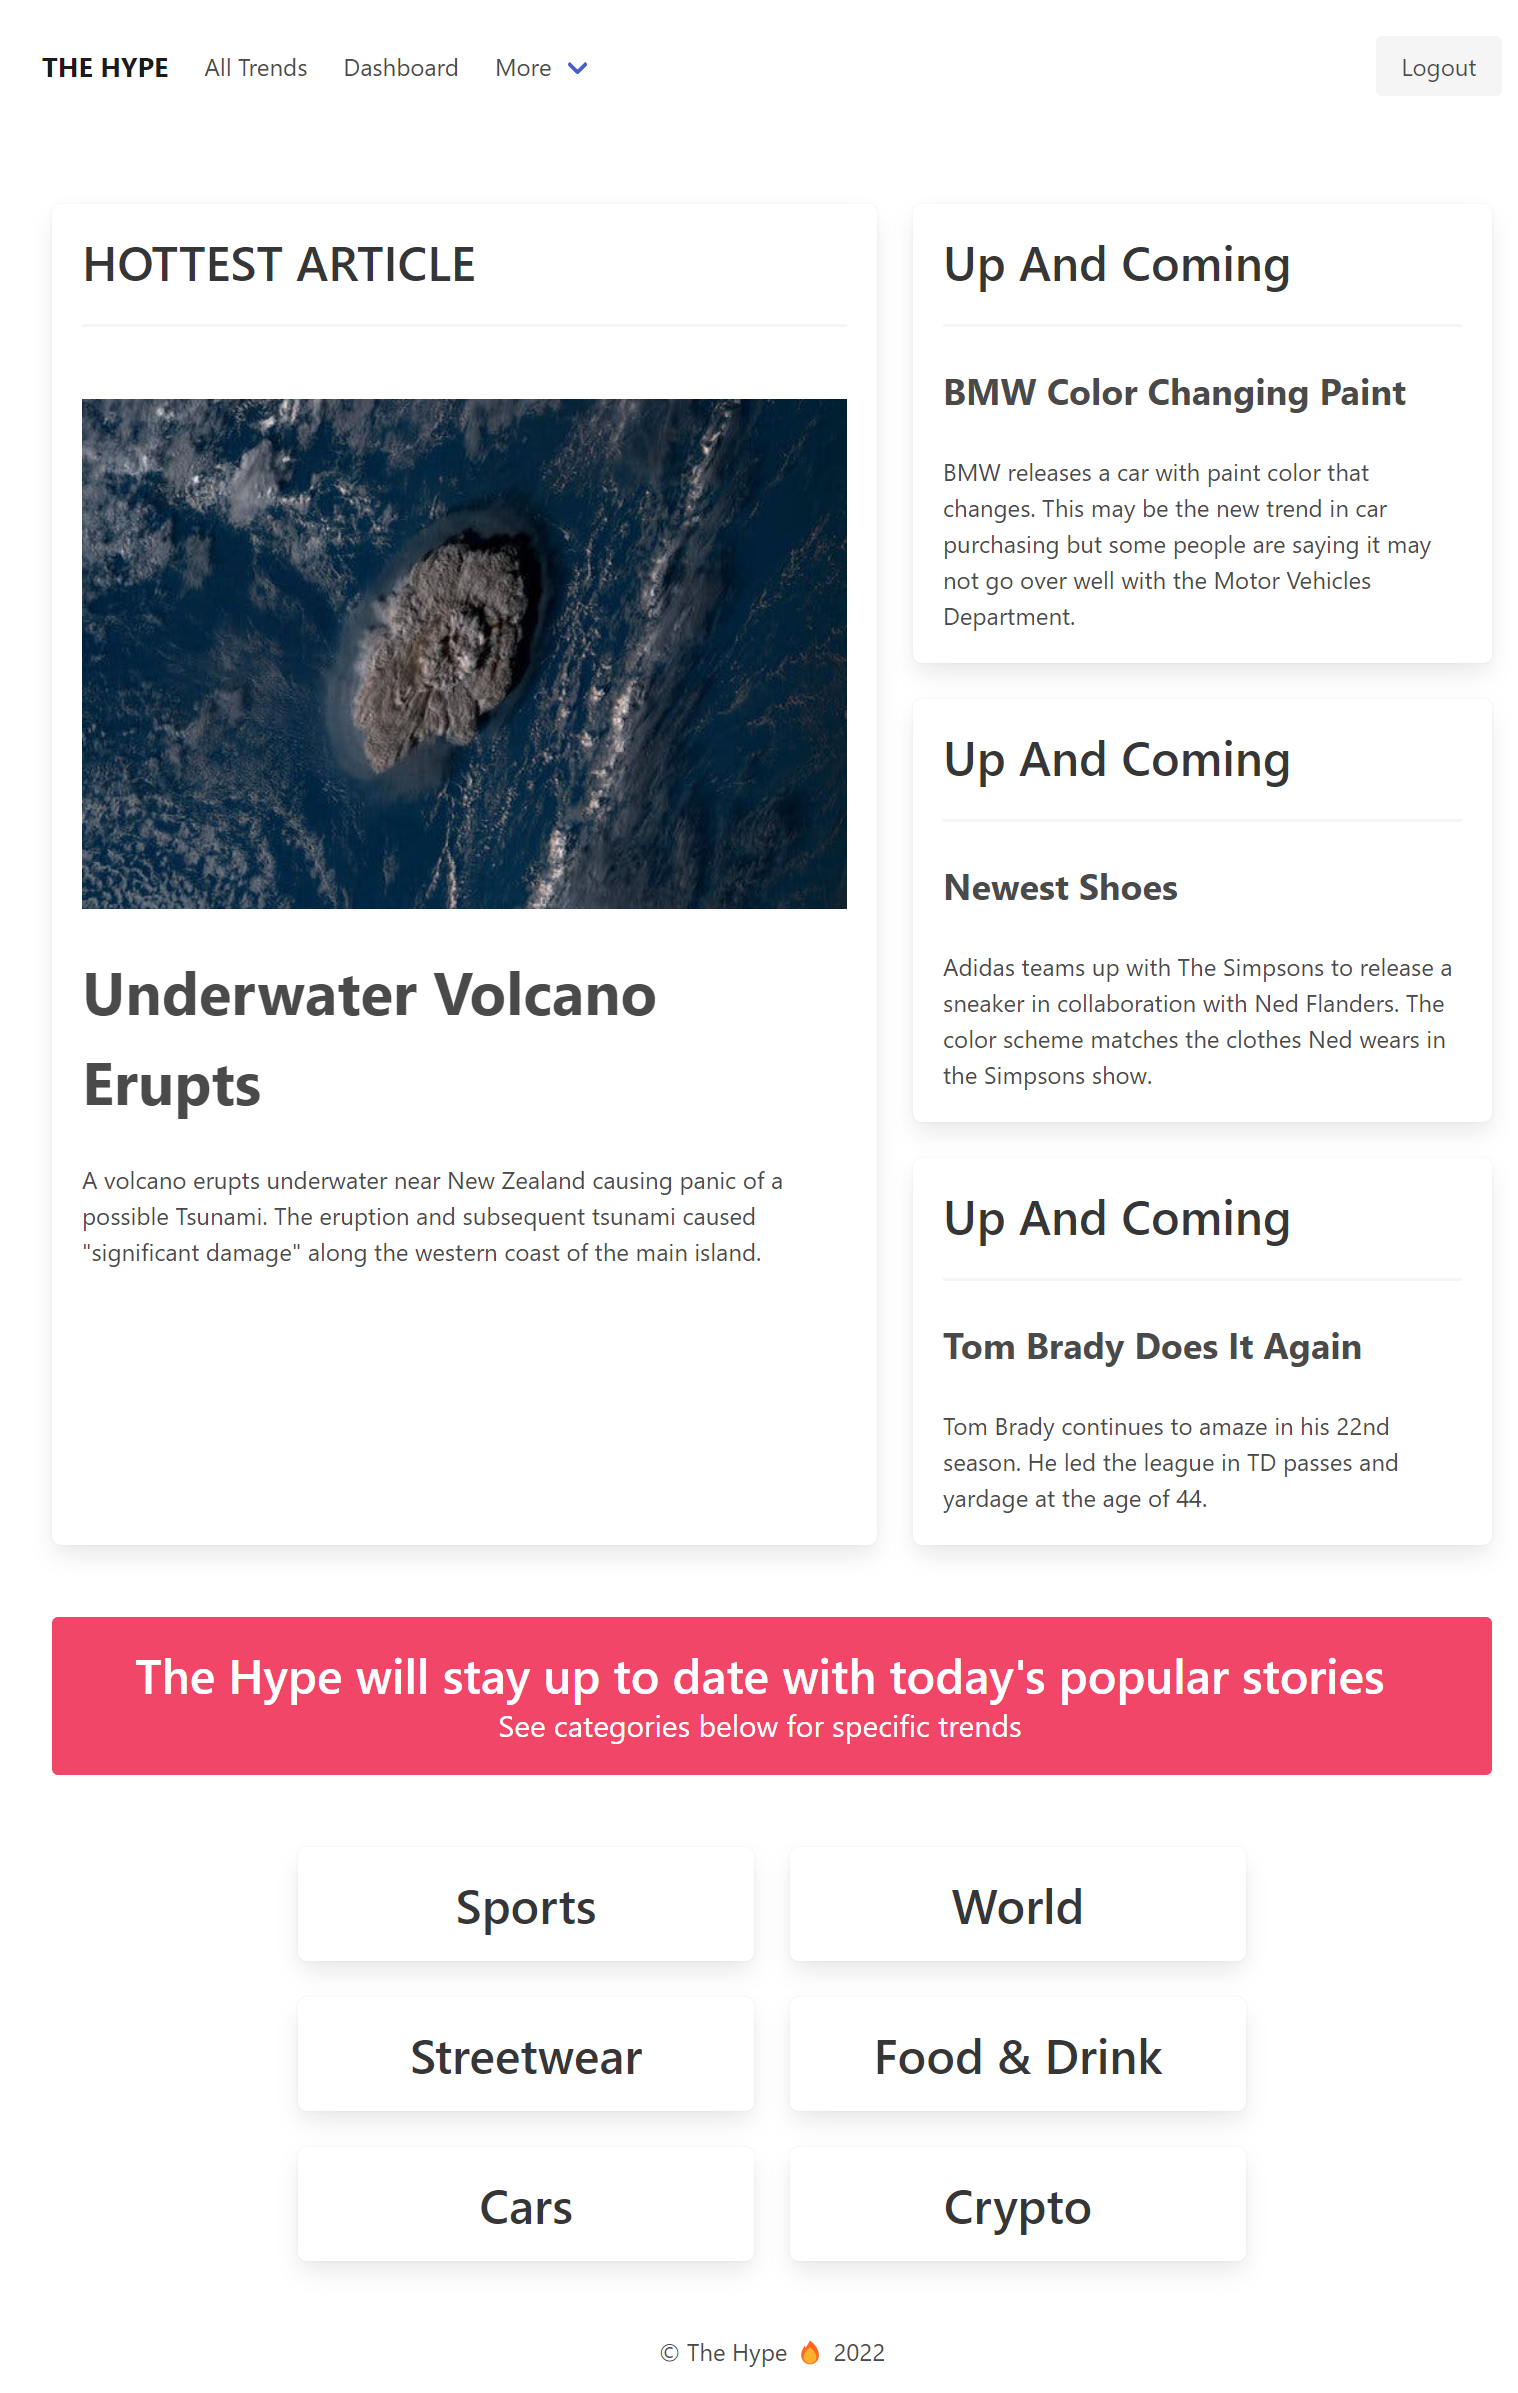 THE HYPE All Trends Dashboard More Logout
HOTTEST ARTICLE
Underwater Volcano
Erupts
A volcano erupts underwater near New Zealand causing panic of a
possible Tsunami. The eruption and subsequent tsunami caused
"significant damage" along the western coast of the main island.
Up And Coming
BMW Color Changing Paint
BMW releases a car with paint color that
changes. This may be the new trend in car
purchasing but some people are saying it may
not go over well with the Motor Vehicles
Department.
Up And Coming
Newest Shoes
Adidas teams up with The Simpsons to release a
sneaker in collaboration with Ned Flanders. The
color scheme matches the clothes Ned wears in
the Simpsons show.
Up And Coming
Tom Brady Does It Again
Tom Brady continues to amaze in his 22nd
season. He led the league in TD passes and
yardage at the age of 44.
The Hype will stay up to date with today's popular stories
See categories below for specific trends
Sports
World
Streetwear
Food & Drink
Cars
Crypto
© The Hype 🔥 2022